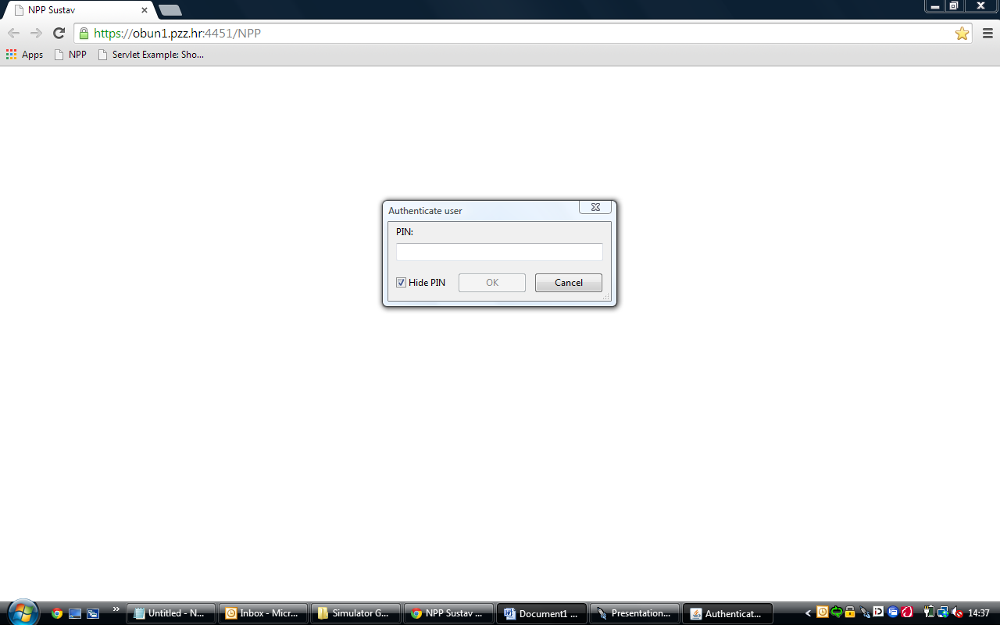 NPP Sustav
https://obun1.pzz.hr:4451/NPP
Apps NPP Servlet Example: Sho...
Authenticate user
PIN:
Hide PIN OK Cancel
Untitled - N... Inbox - Micr... Simulator G... NPP Sustav ... Document1 ... Presentation... Authenticat... 14:37